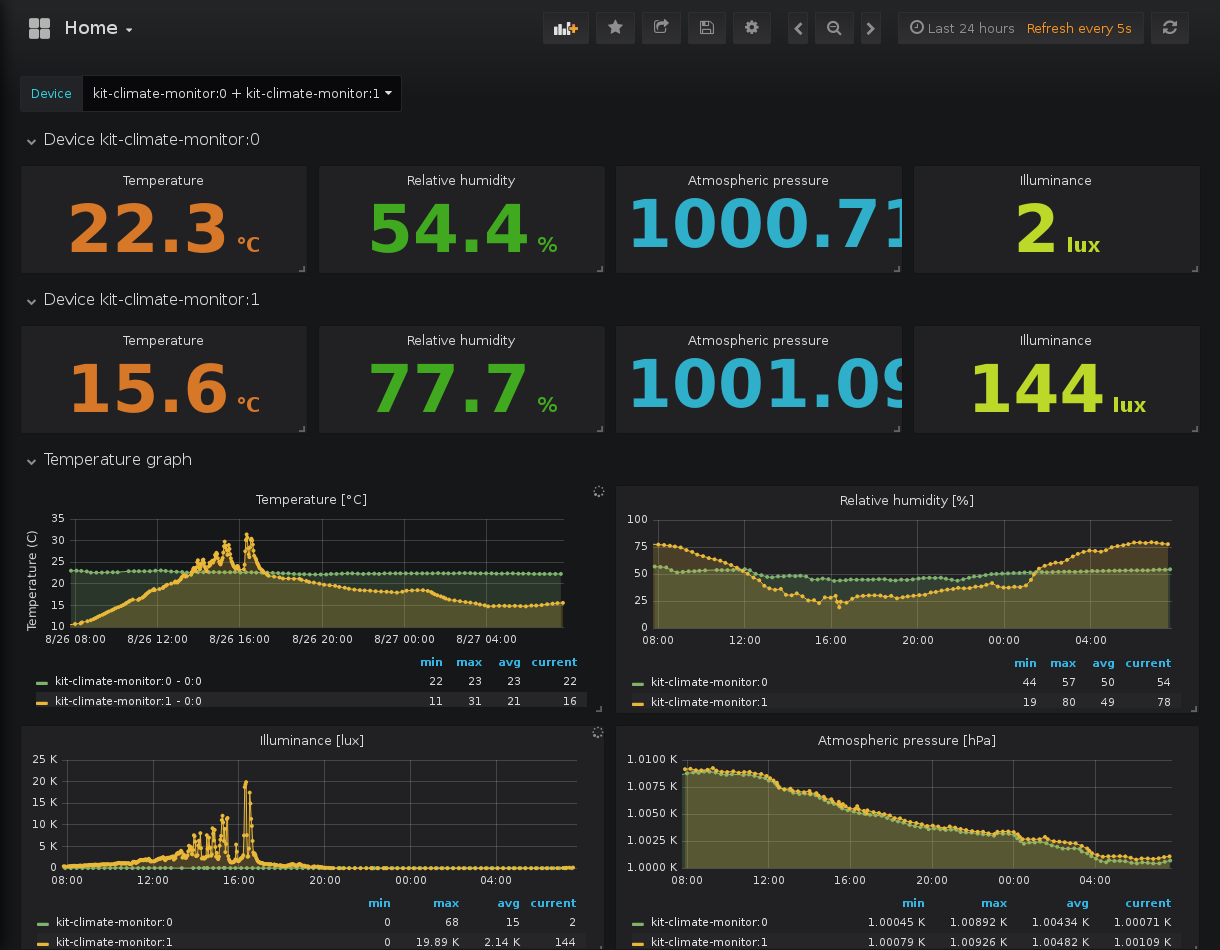 Home
Last 24 hours Refresh every 5s
Device kit-climate-monitor:0 + kit-climate-monitor:1
Device kit-climate-monitor:0
Temperature Relative humidity Atmospheric pressure Illuminance
22.3 °C 54.4 % 1000.71 2 lux
Device kit-climate-monitor:1
Temperature Relative humidity Atmospheric pressure Illuminance
15.6 °C 77.7 % 1001.09 144 lux
Temperature graph
Temperature [°C]
Temperature (C)
35
30
25
20
15
10
8/26 08:00 8/26 12:00 8/26 16:00 8/26 20:00 8/27 00:00 8/27 04:00
min max avg current
kit-climate-monitor:0 - 0:0 22 23 23 22
kit-climate-monitor:1 - 0:0 11 31 21 16
Relative humidity [%]
100
75
50
25
0
08:00 12:00 16:00 20:00 00:00 04:00
min max avg current
kit-climate-monitor:0 44 57 50 54
kit-climate-monitor:1 19 80 49 78
Illuminance [lux]
25 K
20 K
15 K
10 K
5 K
0
08:00 12:00 16:00 20:00 00:00 04:00
min max avg current
kit-climate-monitor:0 0 68 15 2
kit-climate-monitor:1 0 19.89 K 2.14 K 144
Atmospheric pressure [hPa]
1.0100 K
1.0075 K
1.0050 K
1.0025 K
1.0000 K
08:00 12:00 16:00 20:00 00:00 04:00
min max avg current
kit-climate-monitor:0 1.00045 K 1.00892 K 1.00434 K 1.00071 K
kit-climate-monitor:1 1.00079 K 1.00926 K 1.00482 K 1.00109 K